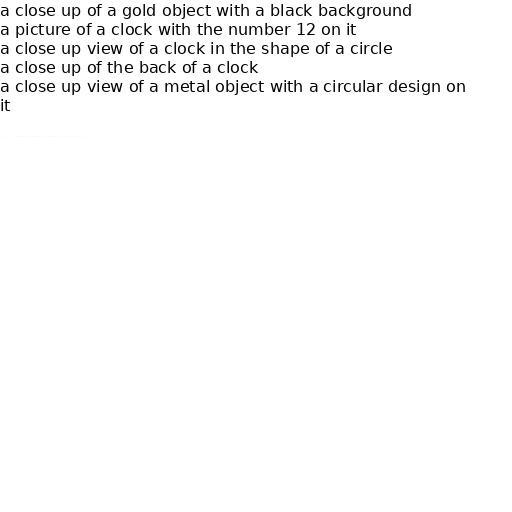 a close up of a gold object with a black background
a picture of a clock with the number 12 on it
a close up view of a clock in the shape of a circle
a close up of the back of a clock
a close up view of a metal object with a circular design on
it